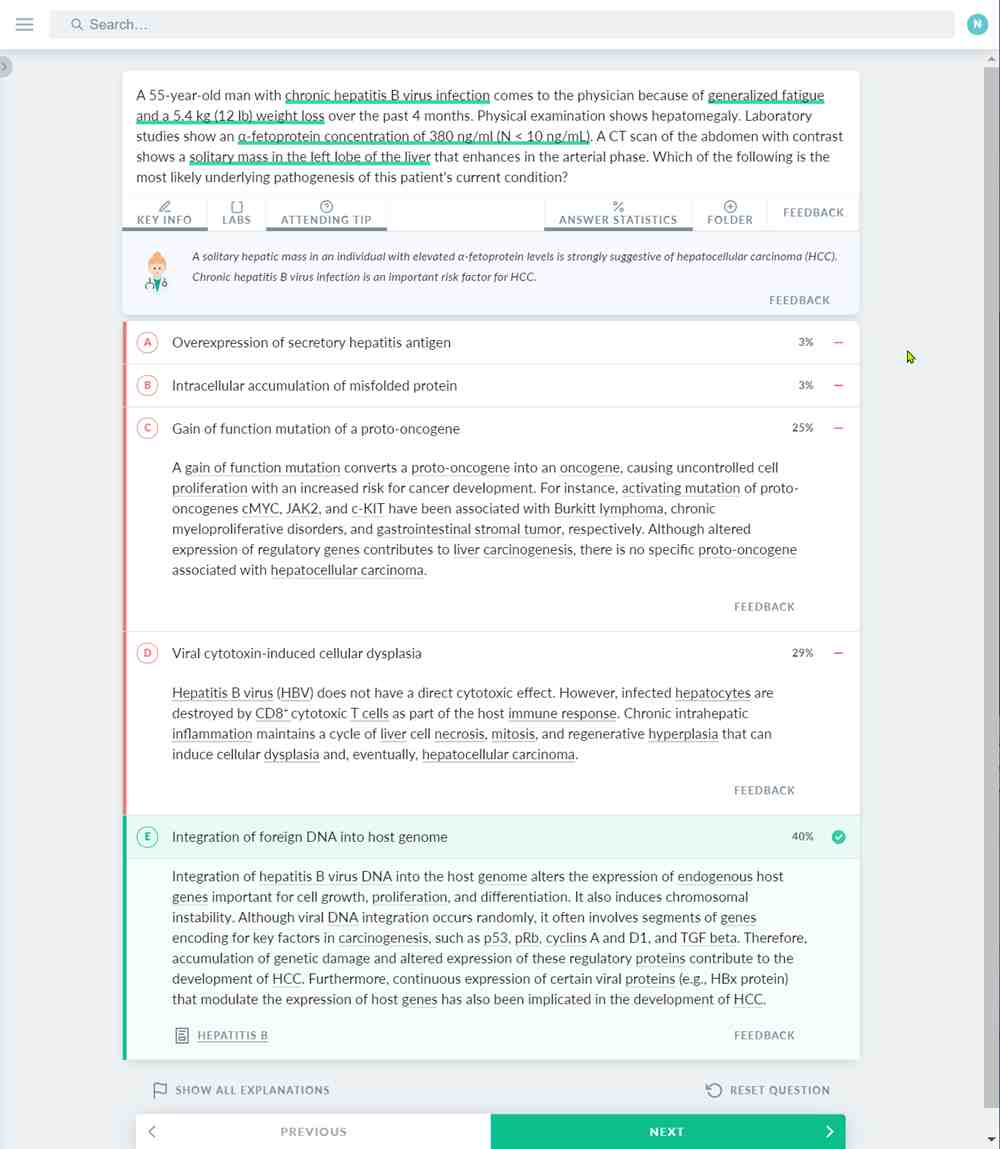 Search...
N
A 55-year-old man with chronic hepatitis B virus infection comes to the physician because of generalized fatigue
and a 5.4 kg (12 lb) weight loss over the past 4 months. Physical examination shows hepatomegaly. Laboratory
studies show an α-fetoprotein concentration of 380 ng/ml (N < 10 ng/mL). A CT scan of the abdomen with contrast
shows a solitary mass in the left lobe of the liver that enhances in the arterial phase. Which of the following is the
most likely underlying pathogenesis of this patient's current condition?
KEY INFO
LABS
ATTENDING TIP
% ANSWER STATISTICS
FOLDER
FEEDBACK
A solitary hepatic mass in an individual with elevated α-fetoprotein levels is strongly suggestive of hepatocellular carcinoma (HCC).
Chronic hepatitis B virus infection is an important risk factor for HCC.
FEEDBACK
A Overexpression of secretory hepatitis antigen 3%
B Intracellular accumulation of misfolded protein 3%
C Gain of function mutation of a proto-oncogene 25%
A gain of function mutation converts a proto-oncogene into an oncogene, causing uncontrolled cell
proliferation with an increased risk for cancer development. For instance, activating mutation of proto-
oncogenes cMYC, JAK2, and c-KIT have been associated with Burkitt lymphoma, chronic
myeloproliferative disorders, and gastrointestinal stromal tumor, respectively. Although altered
expression of regulatory genes contributes to liver carcinogenesis, there is no specific proto-oncogene
associated with hepatocellular carcinoma.
FEEDBACK
D Viral cytotoxin-induced cellular dysplasia 29%
Hepatitis B virus (HBV) does not have a direct cytotoxic effect. However, infected hepatocytes are
destroyed by CD8⁺ cytotoxic T cells as part of the host immune response. Chronic intrahepatic
inflammation maintains a cycle of liver cell necrosis, mitosis, and regenerative hyperplasia that can
induce cellular dysplasia and, eventually, hepatocellular carcinoma.
FEEDBACK
E Integration of foreign DNA into host genome 40%
Integration of hepatitis B virus DNA into the host genome alters the expression of endogenous host
genes important for cell growth, proliferation, and differentiation. It also induces chromosomal
instability. Although viral DNA integration occurs randomly, it often involves segments of genes
encoding for key factors in carcinogenesis, such as p53, pRb, cyclins A and D1, and TGF beta. Therefore,
accumulation of genetic damage and altered expression of these regulatory proteins contribute to the
development of HCC. Furthermore, continuous expression of certain viral proteins (e.g., HBx protein)
that modulate the expression of host genes has also been implicated in the development of HCC.
HEPATITIS B
FEEDBACK
SHOW ALL EXPLANATIONS
RESET QUESTION
PREVIOUS
NEXT